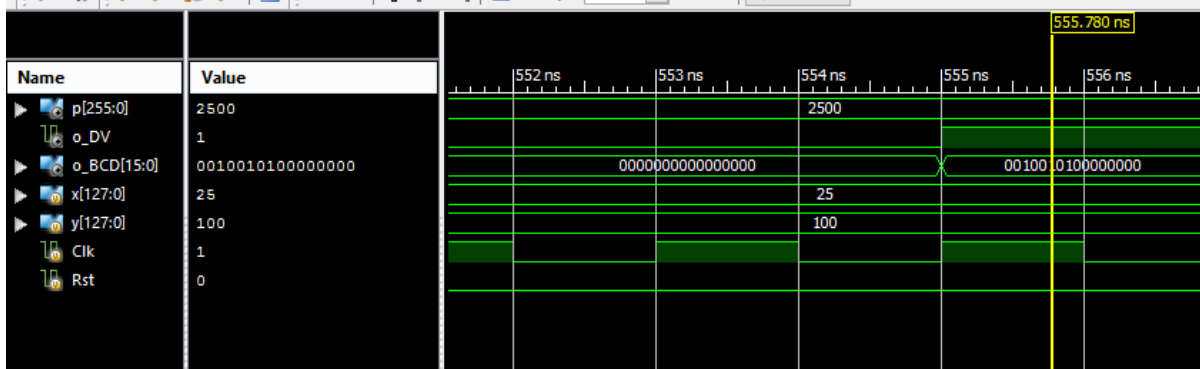 555.780 ns
Name Value 552 ns 553 ns 554 ns 555 ns 556 ns
p[255:0] 2500 2500
o_DV 1
o_BCD[15:0] 0010010100000000 0000000000000000 0010010100000000
x[127:0] 25 25
y[127:0] 100 100
Clk 1
Rst 0